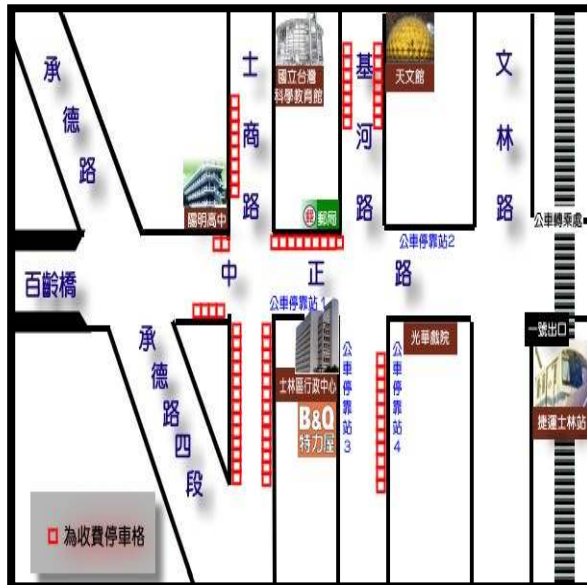 承德路
士商路
國立台灣
科學教育館
基河路
天文館
文林路
陽明高中
郵局
公車轉乘處
公車停靠站2
百齡橋
中正路
公車停靠站1
一號出口
光華戲院
承德路四段
士林區行政中心
B&Q
特力屋
公車停靠站3
公車停靠站4
捷運士林站
為收費停車格